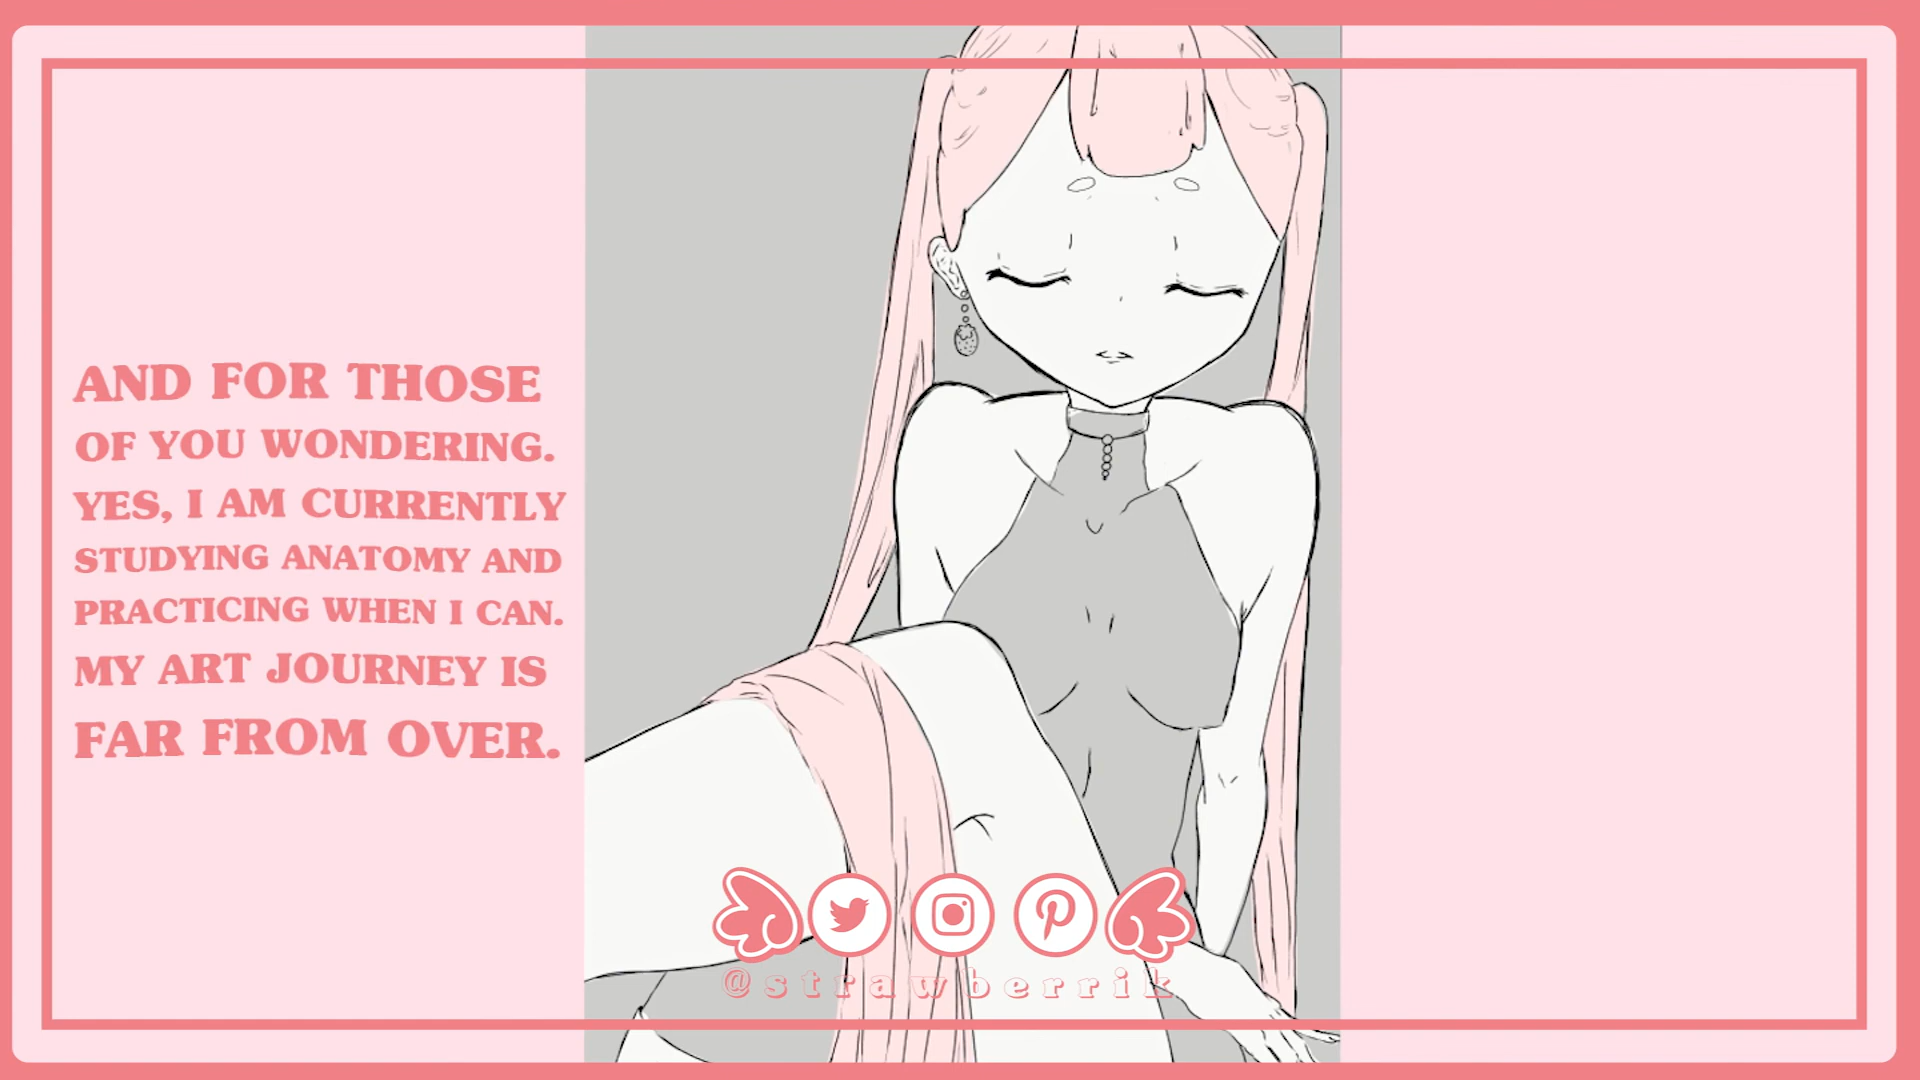 AND FOR THOSE
OF YOU WONDERING.
YES, I AM CURRENTLY
STUDYING ANATOMY AND
PRACTICING WHEN I CAN.
MY ART JOURNEY IS
FAR FROM OVER.
@strawberrik